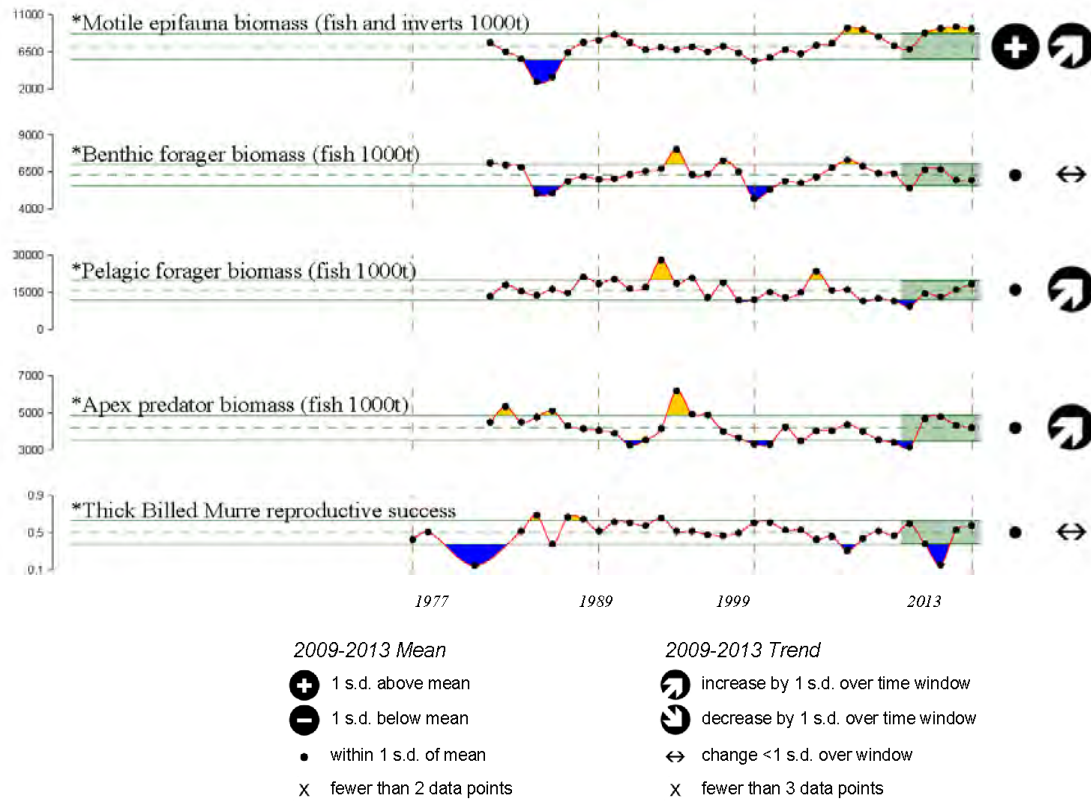 *Motile epifauna biomass (fish and inverts 1000t)
11000
6500
2000
*Benthic forager biomass (fish 1000t)
9000
6500
4000
*Pelagic forager biomass (fish 1000t)
30000
15000
0
*Apex predator biomass (fish 1000t)
7000
5000
3000
*Thick Billed Murre reproductive success
0.9
0.5
0.1
1977 1989 1999 2013
2009-2013 Mean
1 s.d. above mean
1 s.d. below mean
within 1 s.d. of mean
x fewer than 2 data points
2009-2013 Trend
increase by 1 s.d. over time window
decrease by 1 s.d. over time window
change <1 s.d. over window
x fewer than 3 data points